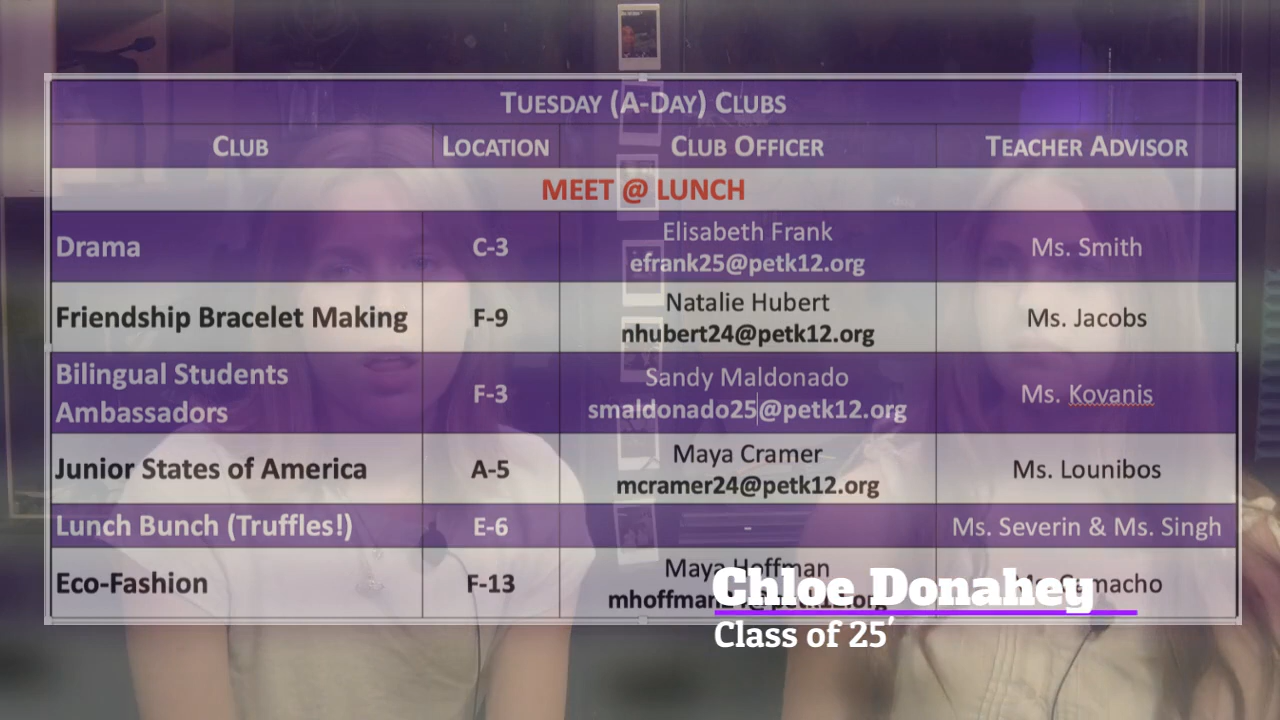 TUESDAY (A-DAY) CLUBS
CLUB LOCATION CLUB OFFICER TEACHER ADVISOR
MEET @ LUNCH
Drama C-3 Elisabeth Frank efrank25@petk12.org Ms. Smith
Friendship Bracelet Making F-9 Natalie Hubert nhubert24@petk12.org Ms. Jacobs
Bilingual Students
Ambassadors F-3 Sandy Maldonado smaldonado25@petk12.org Ms. Kovanis
Junior States of America A-5 Maya Cramer mcramer24@petk12.org Ms. Lounibos
Lunch Bunch (Truffles!) E-6 - Ms. Severin & Ms. Singh
Eco-Fashion F-13 Maya Hoffman
Chloe Donahey
Class of 25′